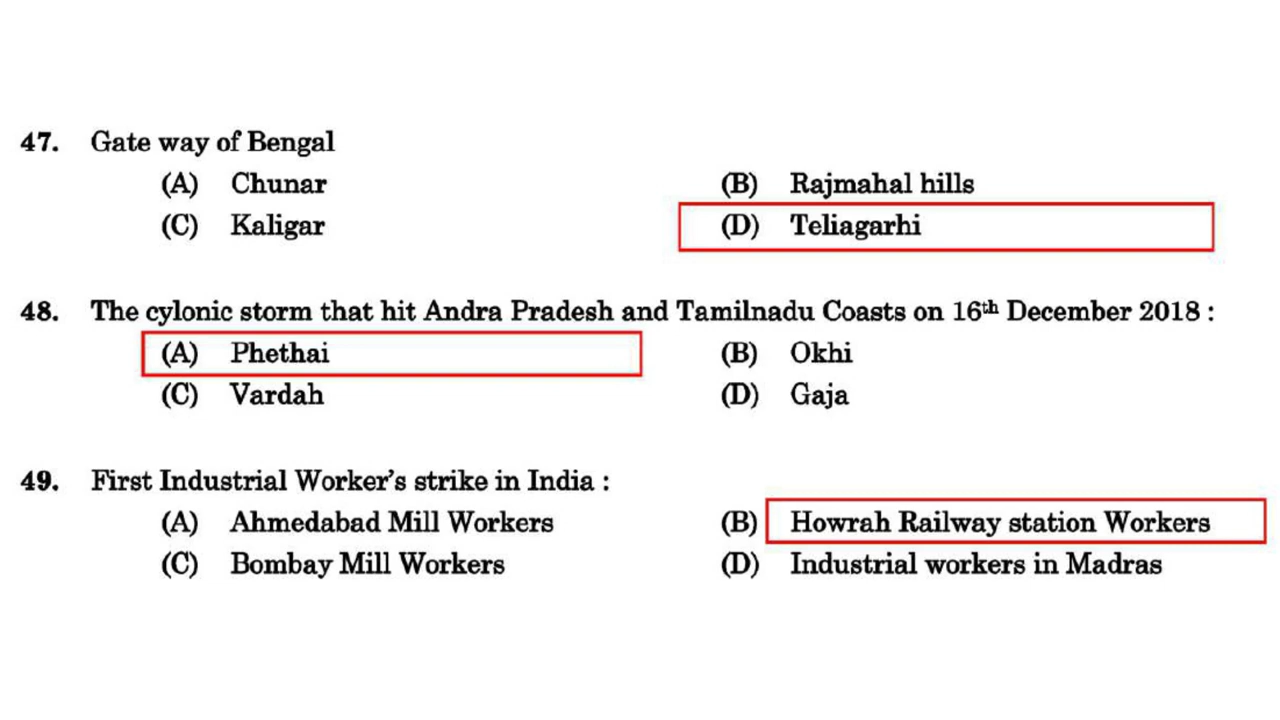 47. Gate way of Bengal
(A) Chunar (B) Rajmahal hills
(C) Kaligar (D) Teliagarhi
48. The cylonic storm that hit Andra Pradesh and Tamilnadu Coasts on 16th December 2018 :
(A) Phethai (B) Okhi
(C) Vardah (D) Gaja
49. First Industrial Worker’s strike in India :
(A) Ahmedabad Mill Workers (B) Howrah Railway station Workers
(C) Bombay Mill Workers (D) Industrial workers in Madras